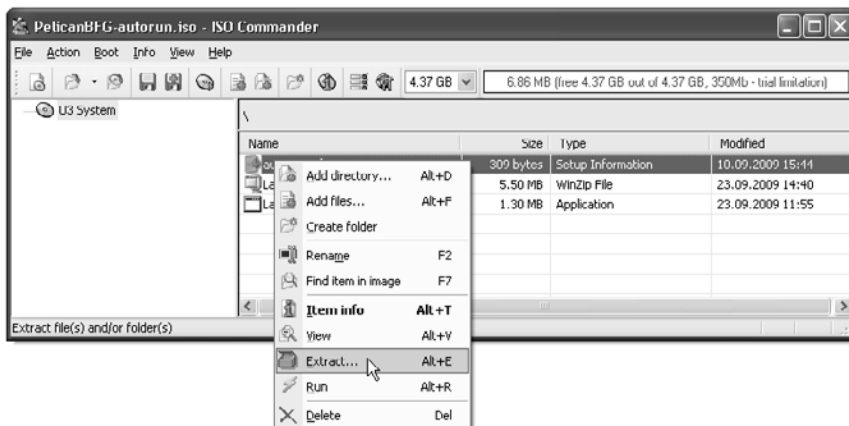 PelicanBFG-autorun.iso - ISO Commander
File Action Boot Info View Help
4.37 GB 6.86 MB (free 4.37 GB out of 4.37 GB, 350Mb - trial limitation)
U3 System \
Name Size Type Modified
au 309 bytes Setup Information 10.09.2009 15:44
La 5.50 MB WinZip File 23.09.2009 14:40
La 1.30 MB Application 23.09.2009 11:55
Add directory... Alt+D
Add files... Alt+F
Create folder
Rename F2
Find item in image F7
Item info Alt+T
View Alt+V
Extract... Alt+E
Run Alt+R
Delete Del
Extract file(s) and/or folder(s)